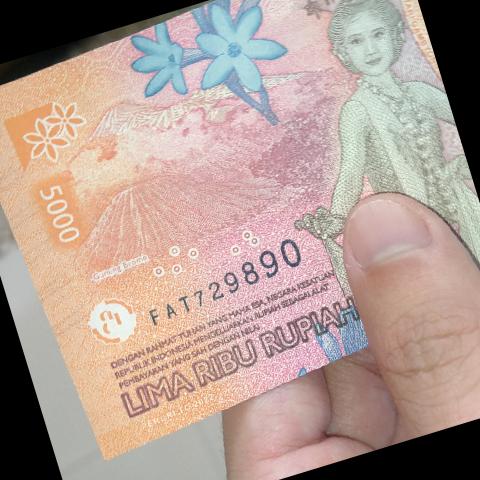 5000
Gunung Bromo
FAT729890
DENGAN RAHMAT TUHAN YANG MAHA ESA, NEGARA KESATUAN
REPUBLIK INDONESIA MENGELUARKAN RUPIAH SEBAGAI ALAT
PEMBAYARAN YANG SAH DENGAN NILAI
LIMA RIBU RUPIAH